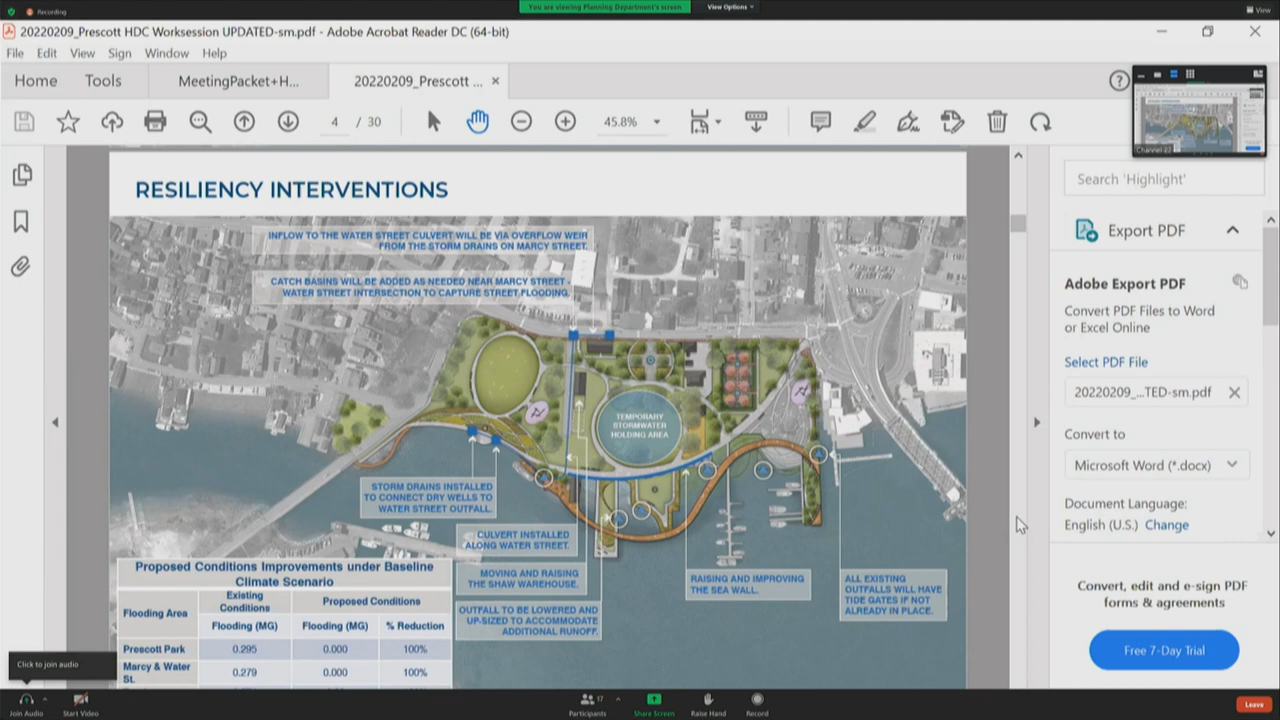 Recording
You are viewing Planning Department's screen
View Options
View
20220209_Prescott HDC Worksession UPDATED-sm.pdf - Adobe Acrobat Reader DC (64-bit)
File Edit View Sign Window Help
Home Tools MeetingPacket+H... 20220209_Prescott ...
4 / 30
45.8%
Channel 22
RESILIENCY INTERVENTIONS
INFLOW TO THE WATER STREET CULVERT WILL BE VIA OVERFLOW WEIR
FROM THE STORM DRAINS ON MARCY STREET.
CATCH BASINS WILL BE ADDED AS NEEDED NEAR MARCY STREET -
WATER STREET INTERSECTION TO CAPTURE STREET FLOODING.
TEMPORARY
STORMWATER
HOLDING AREA
STORM DRAINS INSTALLED
TO CONNECT DRY WELLS TO
WATER STREET OUTFALL.
CULVERT INSTALLED
ALONG WATER STREET.
MOVING AND RAISING
THE SHAW WAREHOUSE.
OUTFALL TO BE LOWERED AND
UP-SIZED TO ACCOMMODATE
ADDITIONAL RUNOFF.
RAISING AND IMPROVING
THE SEA WALL.
ALL EXISTING
OUTFALLS WILL HAVE
TIDE GATES IF NOT
ALREADY IN PLACE.
Proposed Conditions Improvements under Baseline
Climate Scenario
Flooding Area
Existing
Conditions
Proposed Conditions
Flooding (MG) Flooding (MG) % Reduction
Prescott Park 0.295 0.000 100%
Marcy & Water
St. 0.279 0.000 100%
Search 'Highlight'
Export PDF
Adobe Export PDF
Convert PDF Files to Word
or Excel Online
Select PDF File
20220209_...TED-sm.pdf
Convert to
Microsoft Word (*.docx)
Document Language:
English (U.S.) Change
Convert, edit and e-sign PDF
forms & agreements
Free 7-Day Trial
Click to join audio
Join Audio
Start Video
Participants
17
Share Screen
Raise Hand
Record
Leave